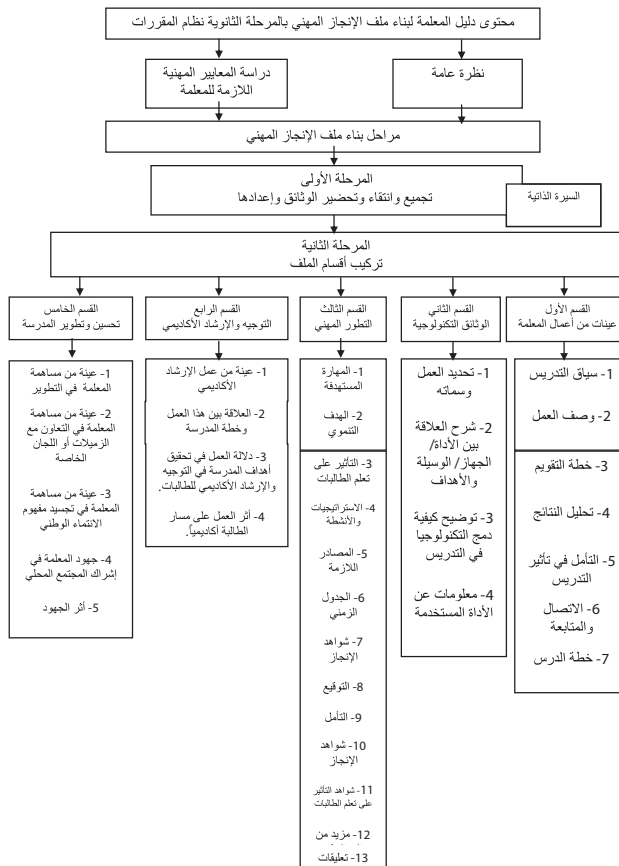 محتوى دليل المعلمة لبناء ملف الإنجاز المهني بالمرحلة الثانوية نظام المقررات
نظرة عامة
دراسة المعايير المهنية
اللازمة للمعلمة
مراحل بناء ملف الإنجاز المهني
المرحلة الأولى
تجميع وانتقاء وتحضير الوثائق وإعدادها
السيرة الذاتية
المرحلة الثانية
تركيب أقسام الملف
القسم الأول
عينات من أعمال المعلمة
القسم الثاني
الوثائق التكنولوجية
القسم الثالث
التطور المهني
القسم الرابع
التوجيه والإرشاد الأكاديمي
القسم الخامس
تحسين وتطوير المدرسة
1- سياق التدريس
2- وصف العمل
3- خطة التقويم
4- تحليل النتائج
5- التأمل في تأثير
التدريس
6- الاتصال
والمتابعة
7- خطة الدرس
1- تحديد العمل
وسماته
2- شرح العلاقة
بين الأداة/
الجهاز/ الوسيلة
والأهداف
3- توضيح كيفية
دمج التكنولوجيا
في التدريس
4- معلومات عن
الأداة المستخدمة
1- المهارة
المستهدفة
2- الهدف
التنموي
3- التأثير على
تعلم الطالبات
4- الاستراتيجيات
والأنشطة
5- المصادر
اللازمة
6- الجدول
الزمني
7- شواهد
الإنجاز
8- التوقيع
9- التأمل
10- شواهد
الإنجاز
11- شواهد التأثير
على تعلم الطالبات
12- مزيد من
13- تعليقات
1- عينة من عمل الإرشاد
الأكاديمي
2- العلاقة بين هذا العمل
وخطة المدرسة
3- دلالة العمل في تحقيق
أهداف المدرسة في التوجيه
والإرشاد الأكاديمي للطالبات.
4- أثر العمل على مسار
الطالبة أكاديمياً.
1- عينة من مساهمة
المعلمة في التطوير
2- عينة من مساهمة
المعلمة في التعاون مع
الزميلات أو اللجان
الخاصة
3- عينة من مساهمة
المعلمة في تجسيد مفهوم
الانتماء الوطني
4- جهود المعلمة في
إشراك المجتمع المحلي
5- أثر الجهود